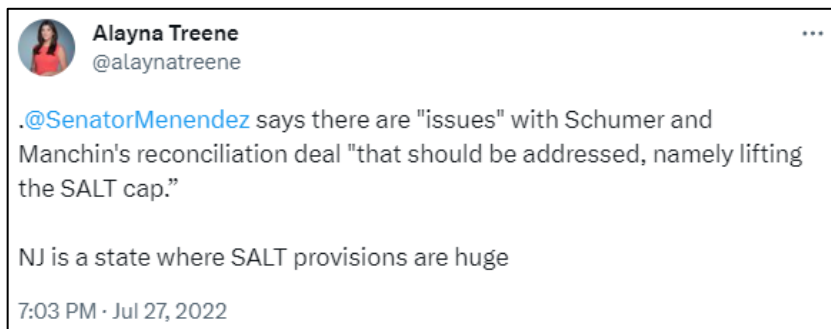 Alayna Treene
@alaynatreene
.@SenatorMenendez says there are "issues" with Schumer and
Manchin's reconciliation deal "that should be addressed, namely lifting
the SALT cap.”
NJ is a state where SALT provisions are huge
7:03 PM · Jul 27, 2022